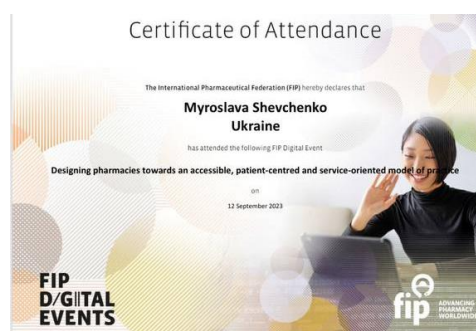 Certificate of Attendance
The International Pharmaceutical Federation (FIP) hereby declares that
Myroslava Shevchenko
Ukraine
has attended the following FIP Digital Event
Designing pharmacies towards an accessible, patient-centred and service-oriented model of practice
on
12 September 2023
FIP
D/GIITAL
EVENTS
fip
ADVANCING
PHARMACY
WORLDWIDE